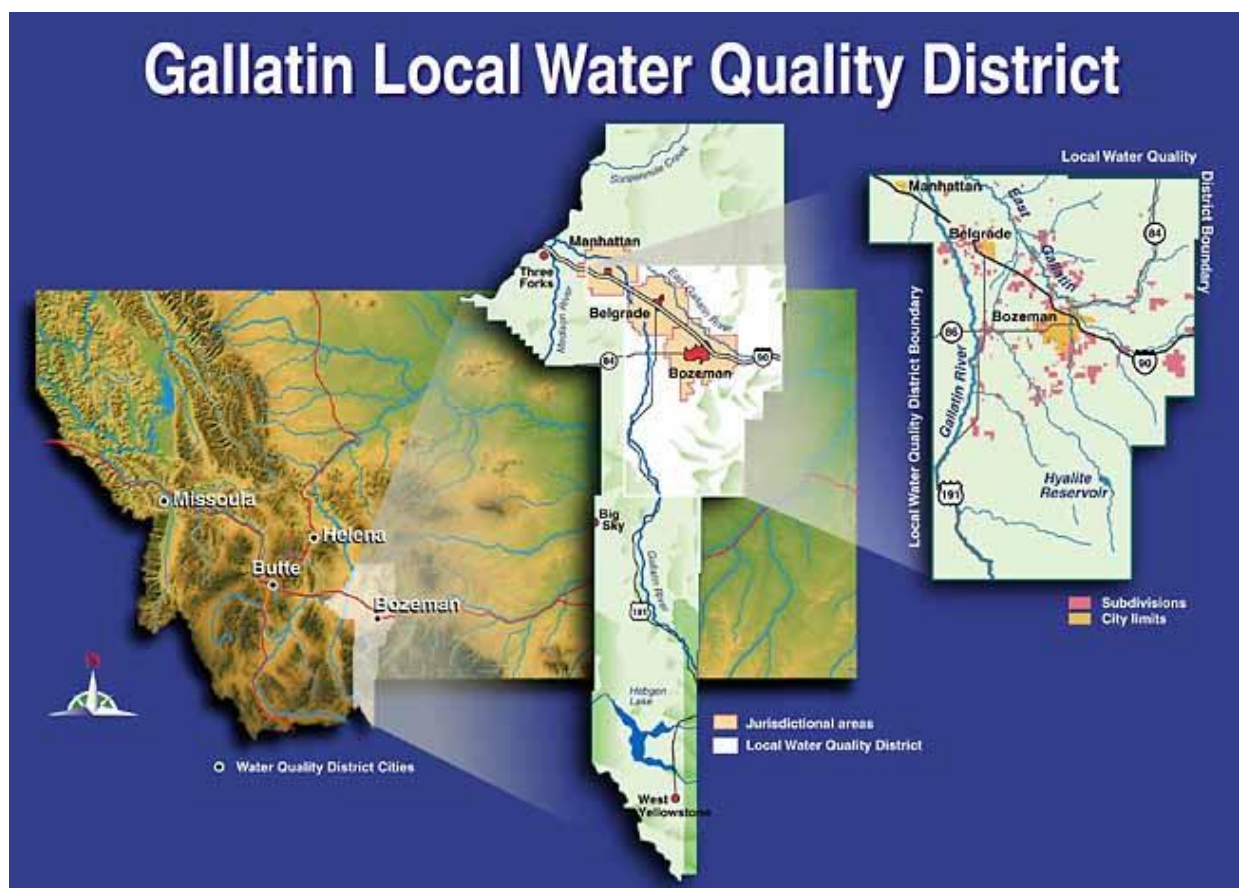 Gallatin Local Water Quality District
Missoula
Helena
Butte
Bozeman
N
Water Quality District Cities
Sixteenmile Creek
Manhattan
Three
Forks
Madison River
East Gallatin River
Belgrade
84
Bozeman
90
Big
Sky
Gallatin River
191
Hebgen
Lake
West
Yellowstone
Jurisdictional areas
Local Water Quality District
Local Water Quality
District Boundary
Manhattan
East
Gallatin
Belgrade
84
Bozeman
86
90
Local Water Quality District Boundary
Gallatin River
Hyalite
Reservoir
191
Subdivisions
City limits